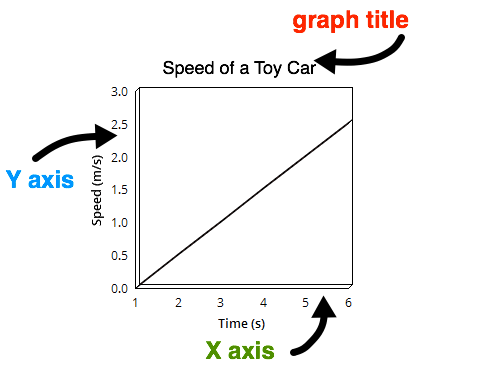 graph title
Speed of a Toy Car
3.0
2.5
2.0
1.5
1.0
0.5
0.0
Y axis
Speed (m/s)
1 2 3 4 5 6
Time (s)
X axis